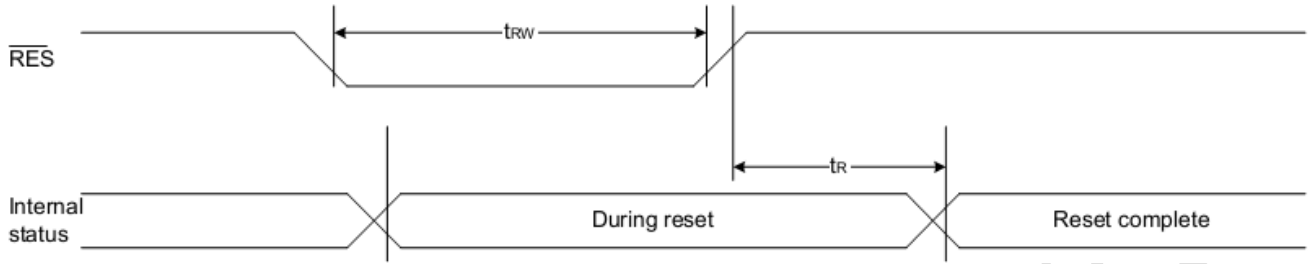 tRW
RES
tR
Internal
status
During reset
Reset complete